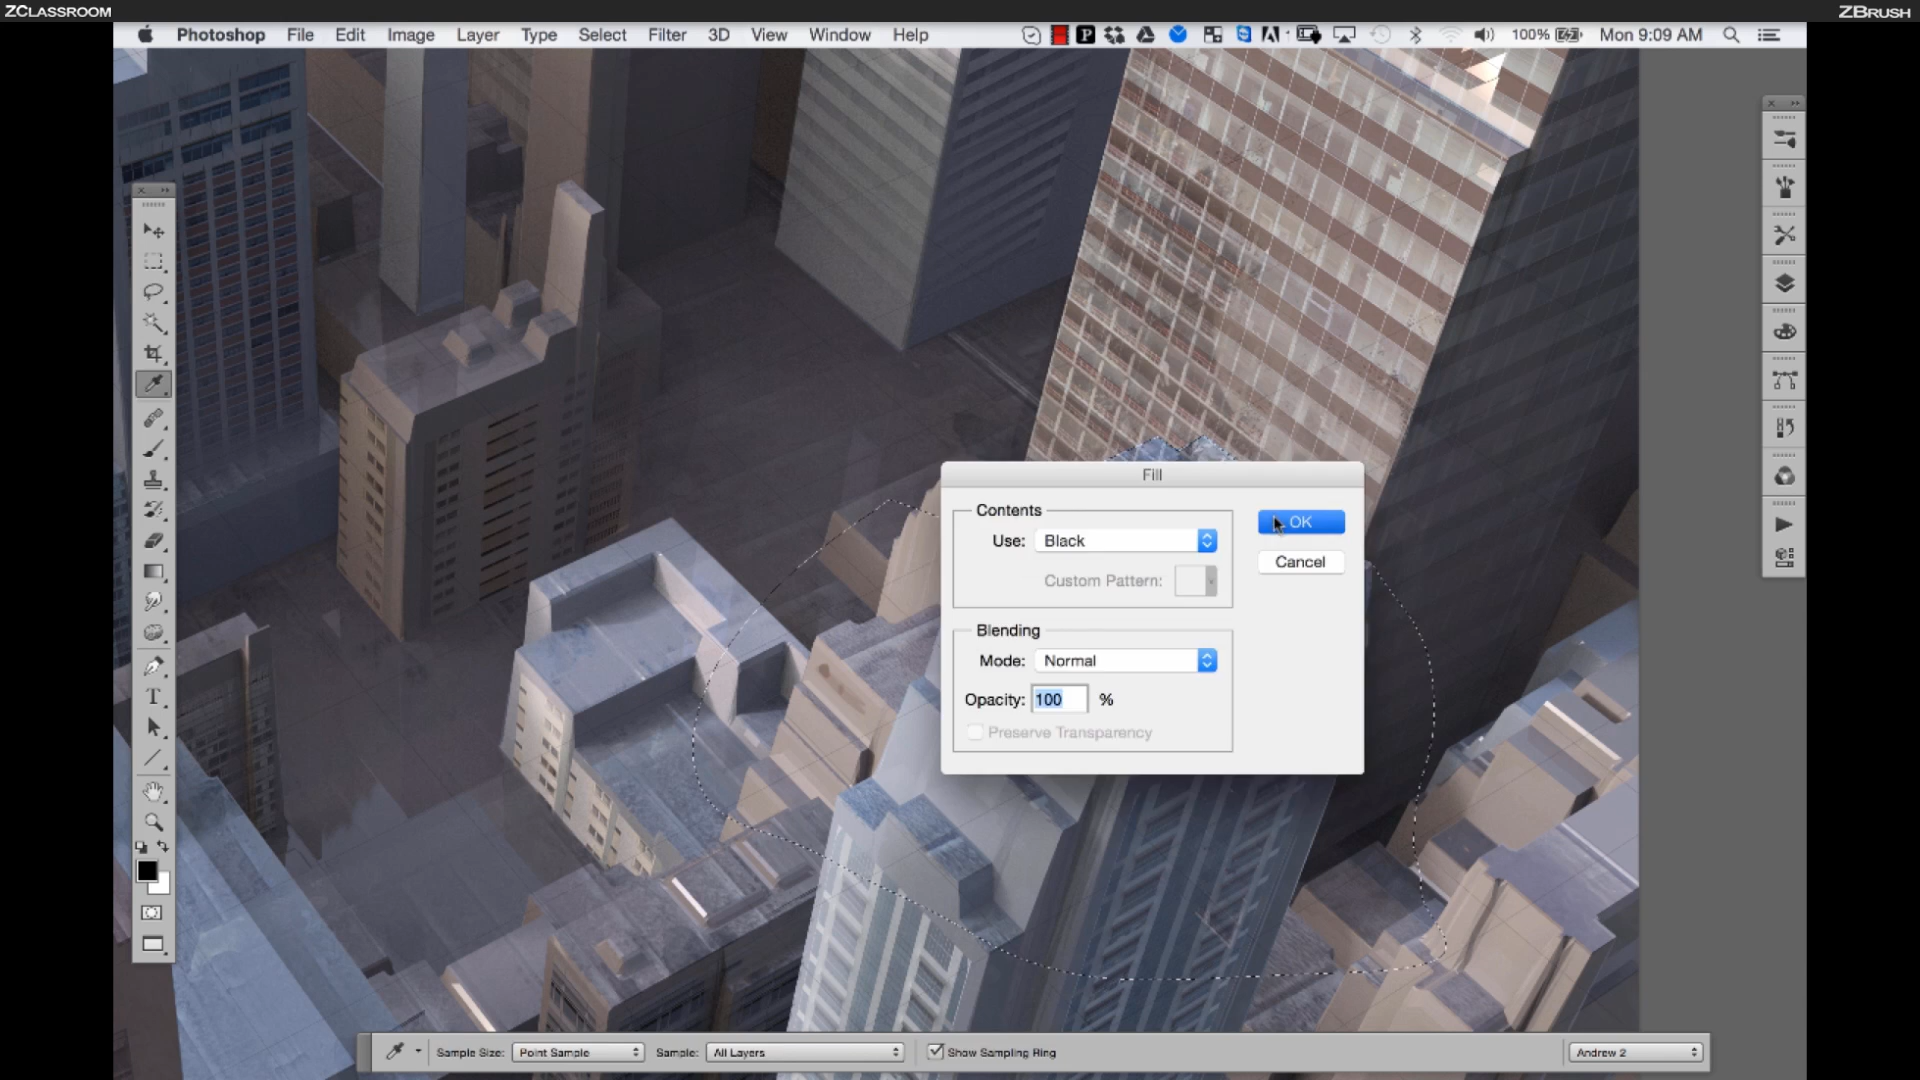 ZCLASSROOM
ZBRUSH
Photoshop File Edit Image Layer Type Select Filter 3D View Window Help 100% Mon 9:09 AM
Fill
Contents
Use: Black
OK
Custom Pattern:
Cancel
Blending
Mode: Normal
Opacity: 100 %
Preserve Transparency
Sample Size: Point Sample Sample: All Layers Show Sampling Ring Andrew 2